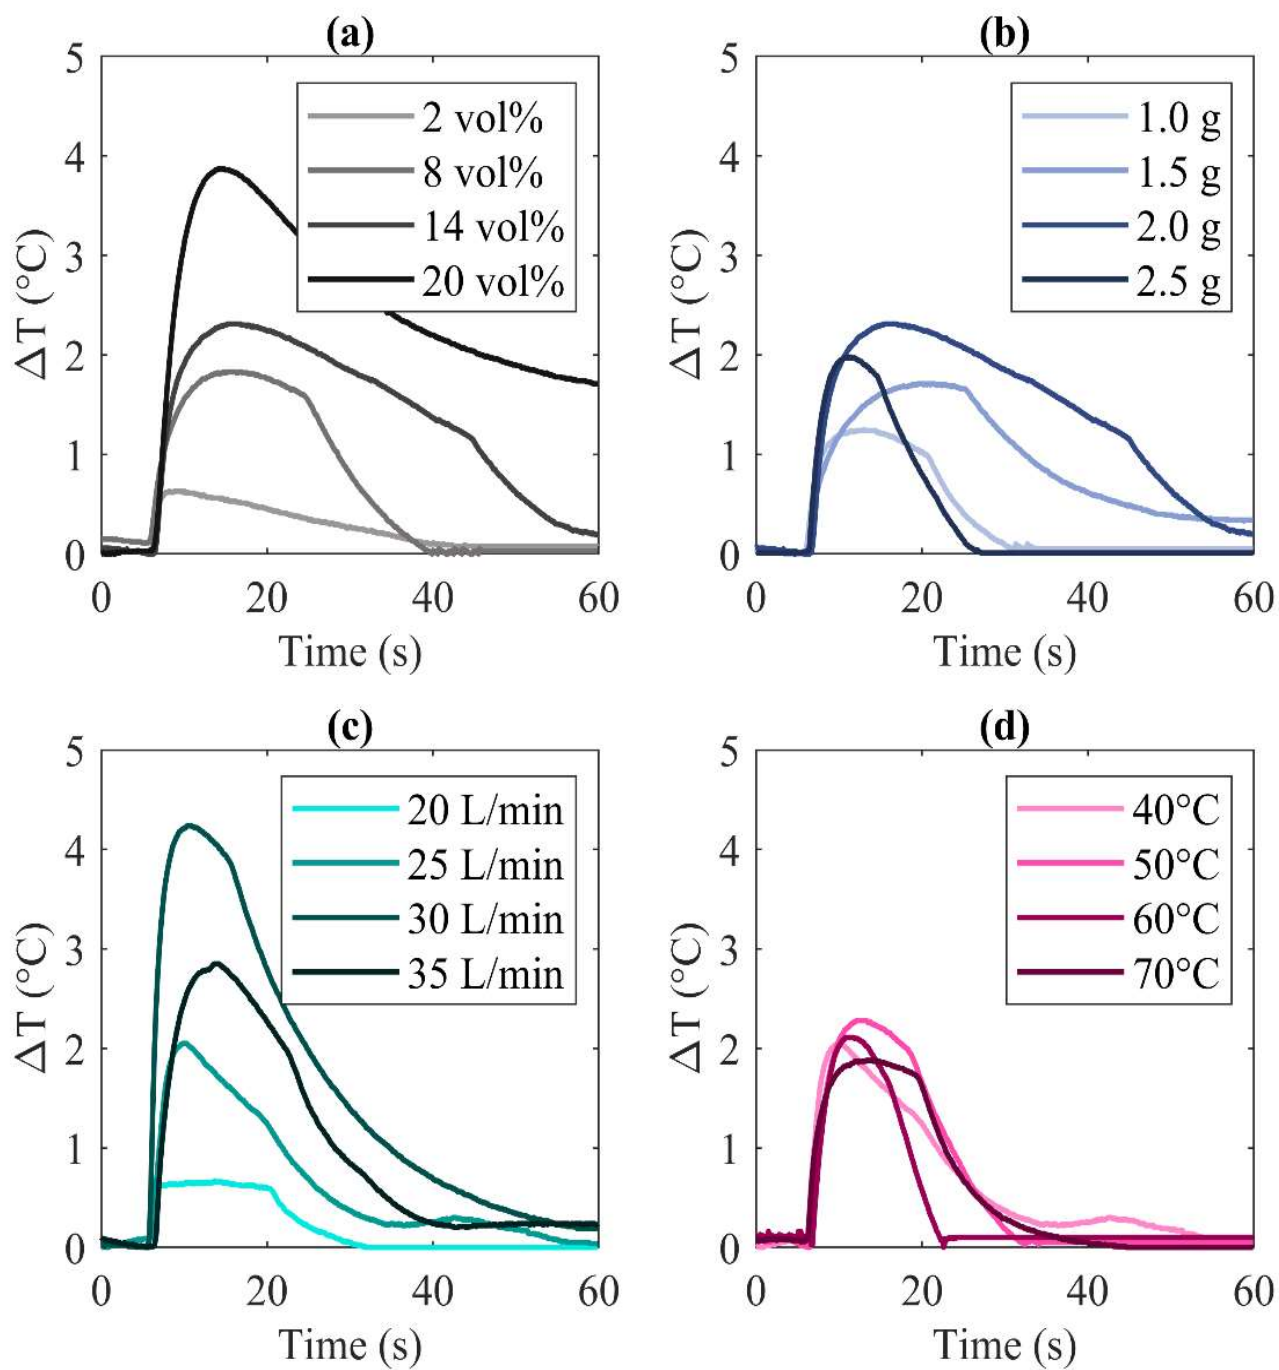 (a)
5
4
3
2
1
0
ΔT (°C)
2 vol%
8 vol%
14 vol%
20 vol%
0 20 40 60
Time (s)
(b)
5
4
3
2
1
0
ΔT (°C)
1.0 g
1.5 g
2.0 g
2.5 g
0 20 40 60
Time (s)
(c)
5
4
3
2
1
0
ΔT (°C)
20 L/min
25 L/min
30 L/min
35 L/min
0 20 40 60
Time (s)
(d)
5
4
3
2
1
0
ΔT (°C)
40°C
50°C
60°C
70°C
0 20 40 60
Time (s)